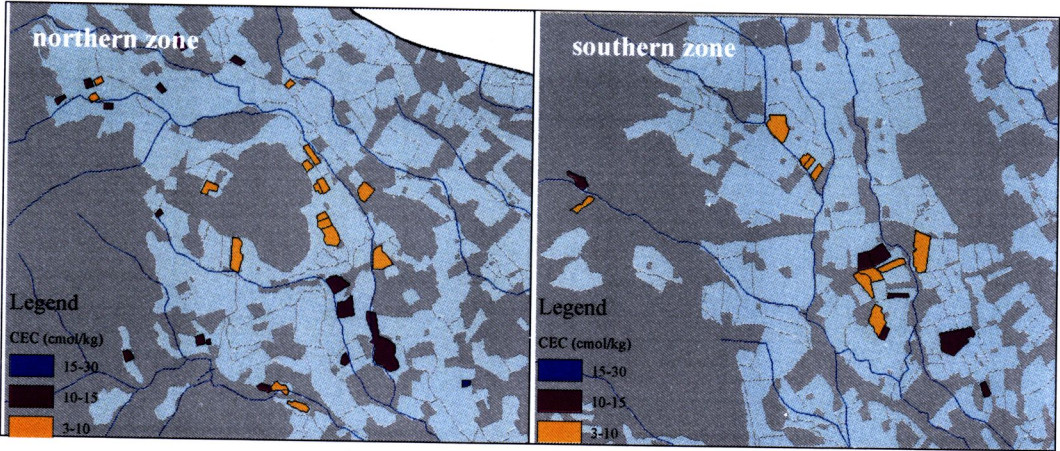 northern zone
Legend
CEC (cmol/kg)
15-30
10-15
3-10
southern zone
Legend
CEC (cmol/kg)
15-30
10-15
3-10